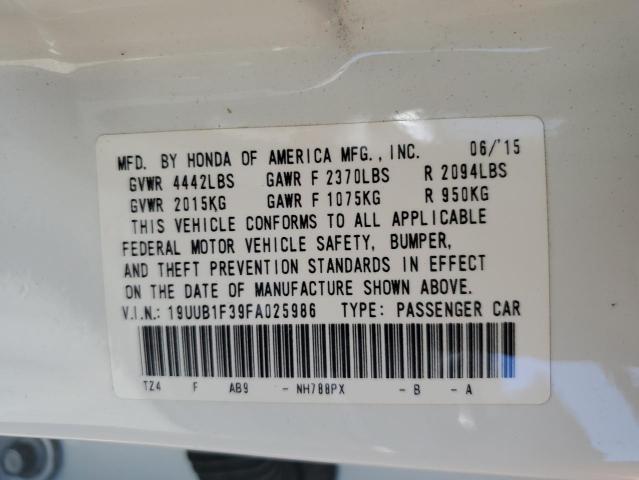 MFD. BY HONDA OF AMERICA MFG., INC. 06/'15
GVWR 4442LBS GAWR F 2370LBS R 2094LBS
GVWR 2015KG GAWR F 1075KG R 950KG
THIS VEHICLE CONFORMS TO ALL APPLICABLE
FEDERAL MOTOR VEHICLE SAFETY, BUMPER,
AND THEFT PREVENTION STANDARDS IN EFFECT
ON THE DATE OF MANUFACTURE SHOWN ABOVE.
V.I.N.: 19UUB1F39FA025986 TYPE: PASSENGER CAR
TZ4 F AB9 - NH788PX - B - A